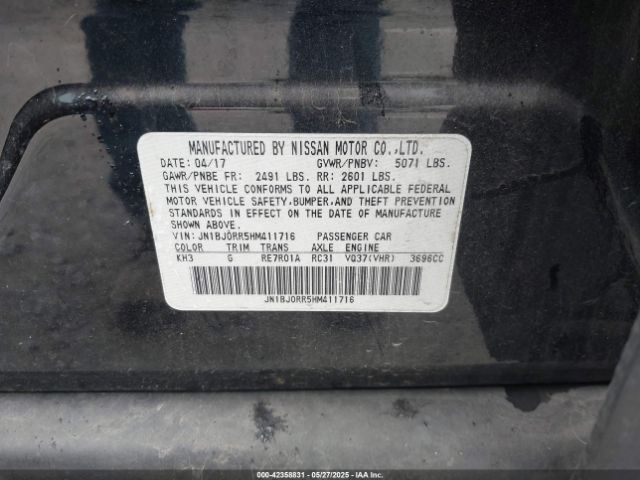 MANUFACTURED BY NISSAN MOTOR CO.,LTD.
DATE: 04/17 GVWR/PNBV: 5071 LBS.
GAWR/PNBE FR: 2491 LBS. RR: 2601 LBS.
THIS VEHICLE CONFORMS TO ALL APPLICABLE FEDERAL
MOTOR VEHICLE SAFETY, BUMPER, AND THEFT PREVENTION
STANDARDS IN EFFECT ON THE DATE OF MANUFACTURE
SHOWN ABOVE.
VIN: JN1BJ0RR5HM411716 PASSENGER CAR
COLOR TRIM TRANS AXLE ENGINE
KH3 G RE7R01A RC31 VQ37(VHR) 3696CC
JN1BJ0RR5HM411716
000-42358831 - 05/27/2025 - COPYRIGHT IAA, LLC.